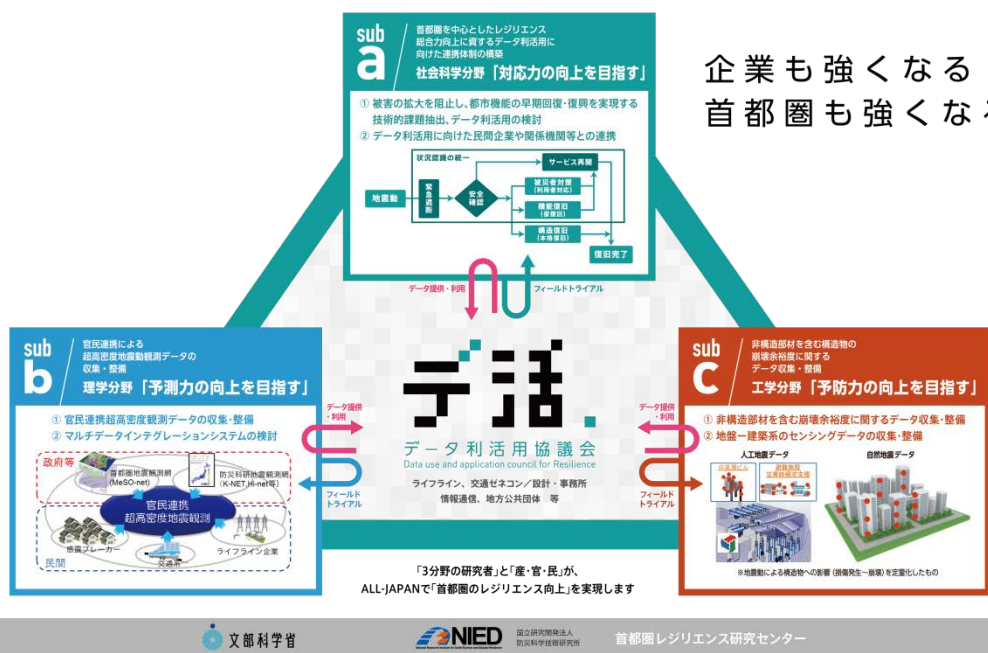 sub
a
首都圏を中心としたレジリエンス
総合力向上に資するデータ利活用に
向けた連携体制の構築
社会科学分野「対応力の向上を目指す」
① 被害の拡大を阻止し、都市機能の早期回復・復興を実現する
技術的課題抽出、データ利活用の検討
② データ利活用に向けた民間企業や関係機関等との連携
状況認識の統一
地震動
緊急遮断
安全確認
サービス再開
被災者対策
(利用者対応)
機能復旧
(仮復旧)
構造復旧
(本格復旧)
復旧完了
企業も強くなる
首都圏も強くなる
データ提供・利用
フィールドトライアル
sub
b
官民連携による
超高密度地震動観測データの
収集・整備
理学分野「予測力の向上を目指す」
① 官民連携超高密度観測データの収集・整備
② マルチデータインテグレーションシステムの検討
政府等
首都圏地震観測網
(MeSO-net)
防災科研地震観測網
(K-NET,Hi-net等)
官民連携
超高密度地震観測
感震ブレーカー
交通系
ライフライン企業
民間
データ提供
・利用
フィールド
トライアル
デ活.
データ利活用協議会
Data use and application council for Resilience
ライフライン、交通ゼネコン／設計・事務所
情報通信、地方公共団体 等
データ提供
・利用
フィールド
トライアル
sub
c
非構造部材を含む構造物の
崩壊余裕度に関する
データ収集・整備
工学分野「予防力の向上を目指す」
① 非構造部材を含む崩壊余裕度に関するデータ収集・整備
② 地盤ー建築系のセンシングデータの収集・整備
人工地震データ
自然地震データ
※地震動による構造物への影響（損傷発生～崩壊）を定量化したもの
「3分野の研究者」と「産・官・民」が、
ALL-JAPANで「首都圏のレジリエンス向上」を実現します
文部科学省
NIED
国立研究開発法人
防災科学技術研究所
首都圏レジリエンス研究センター